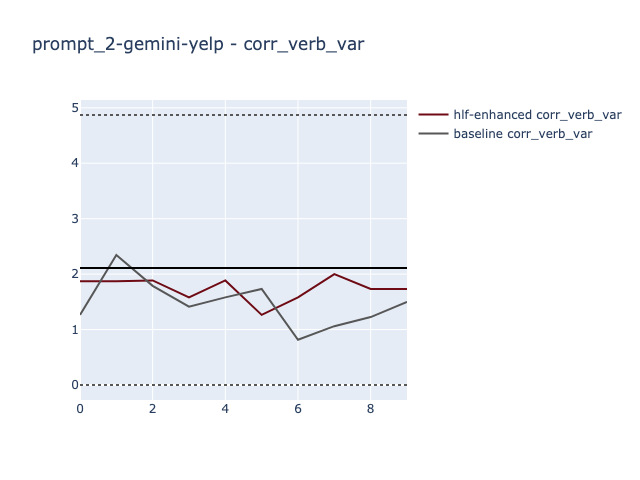 prompt_2-gemini-yelp - corr_verb_var
5
4
3
2
1
0
0 2 4 6 8
hlf-enhanced corr_verb_var
baseline corr_verb_var